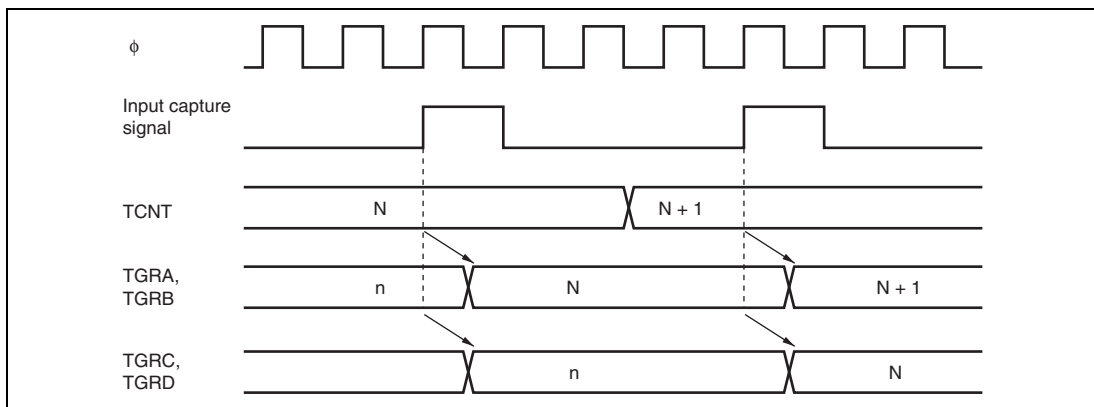 ϕ
Input capture
signal
TCNT
N
N + 1
TGRA,
TGRB
n
N
N + 1
TGRC,
TGRD
n
N